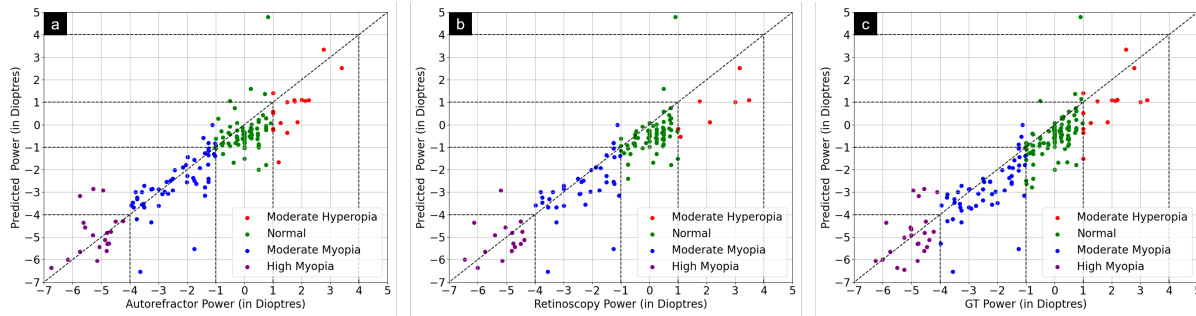 a
Predicted Power (in Dioptres)
5
4
3
2
1
0
−1
−2
−3
−4
−5
−6
−7
−7 −6 −5 −4 −3 −2 −1 0 1 2 3 4 5
Autorefractor Power (in Dioptres)
Moderate Hyperopia
Normal
Moderate Myopia
High Myopia
b
Predicted Power (in Dioptres)
5
4
3
2
1
0
−1
−2
−3
−4
−5
−6
−7
−7 −6 −5 −4 −3 −2 −1 0 1 2 3 4 5
Retinoscopy Power (in Dioptres)
Moderate Hyperopia
Normal
Moderate Myopia
High Myopia
c
Predicted Power (in Dioptres)
5
4
3
2
1
0
−1
−2
−3
−4
−5
−6
−7
−7 −6 −5 −4 −3 −2 −1 0 1 2 3 4 5
GT Power (in Dioptres)
Moderate Hyperopia
Normal
Moderate Myopia
High Myopia